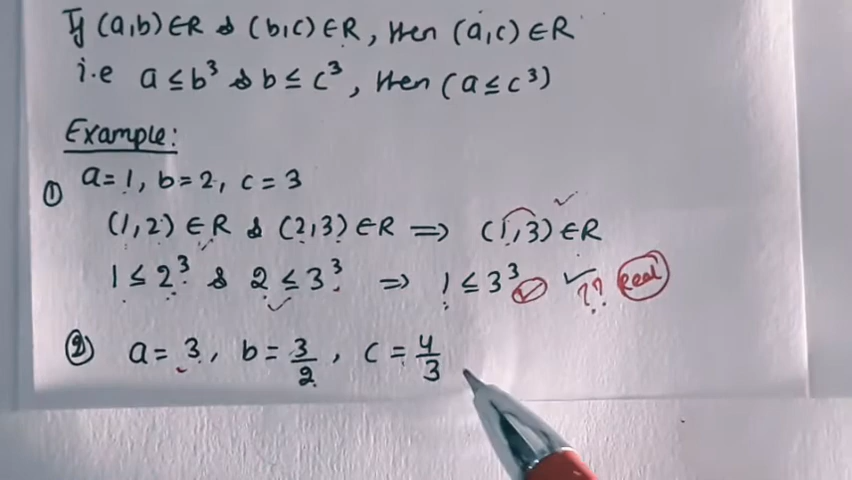 If (a,b) ∈ R & (b,c) ∈ R, then (a,c) ∈ R
i.e a ≤ b³ & b ≤ c³, then (a ≤ c³)
Example:
① a = 1, b = 2, c = 3
(1,2) ∈ R & (2,3) ∈ R ⟹ (1,3) ∈ R ✓
1 ≤ 2³ & 2 ≤ 3³ ⟹ 1 ≤ 3³ ✓ ✓ ?? Real
② a = 3, b = 3/2, c = 4/3